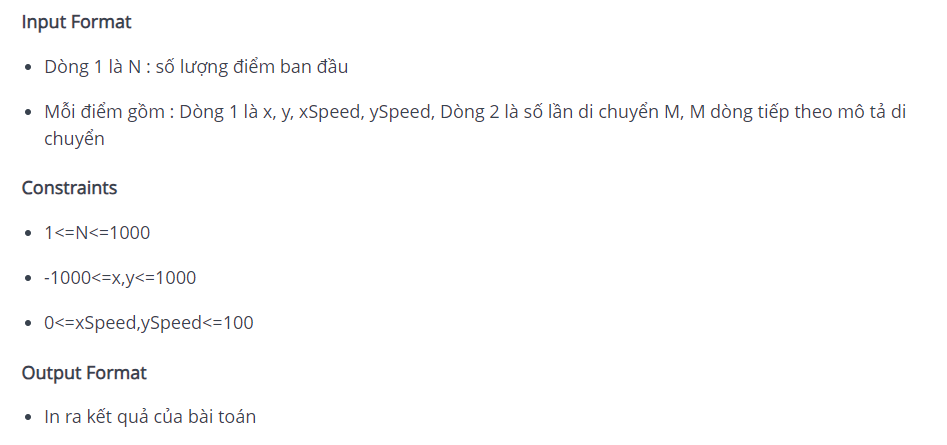 Input Format
Dòng 1 là N : số lượng điểm ban đầu
Mỗi điểm gồm : Dòng 1 là x, y, xSpeed, ySpeed, Dòng 2 là số lần di chuyển M, M dòng tiếp theo mô tả di
chuyển
Constraints
1<=N<=1000
-1000<=x,y<=1000
0<=xSpeed,ySpeed<=100
Output Format
In ra kết quả của bài toán